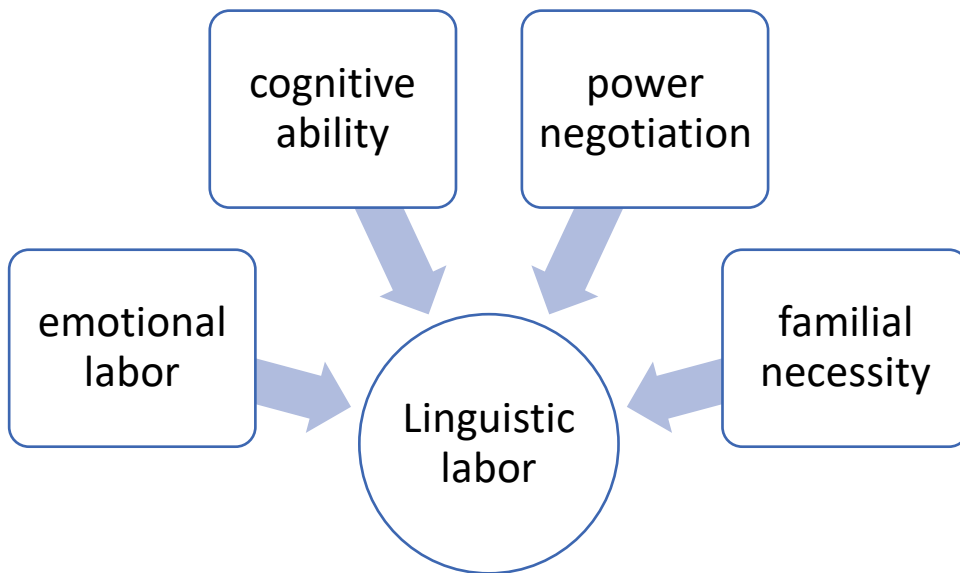 cognitive
ability
power
negotiation
emotional
labor
familial
necessity
Linguistic
labor